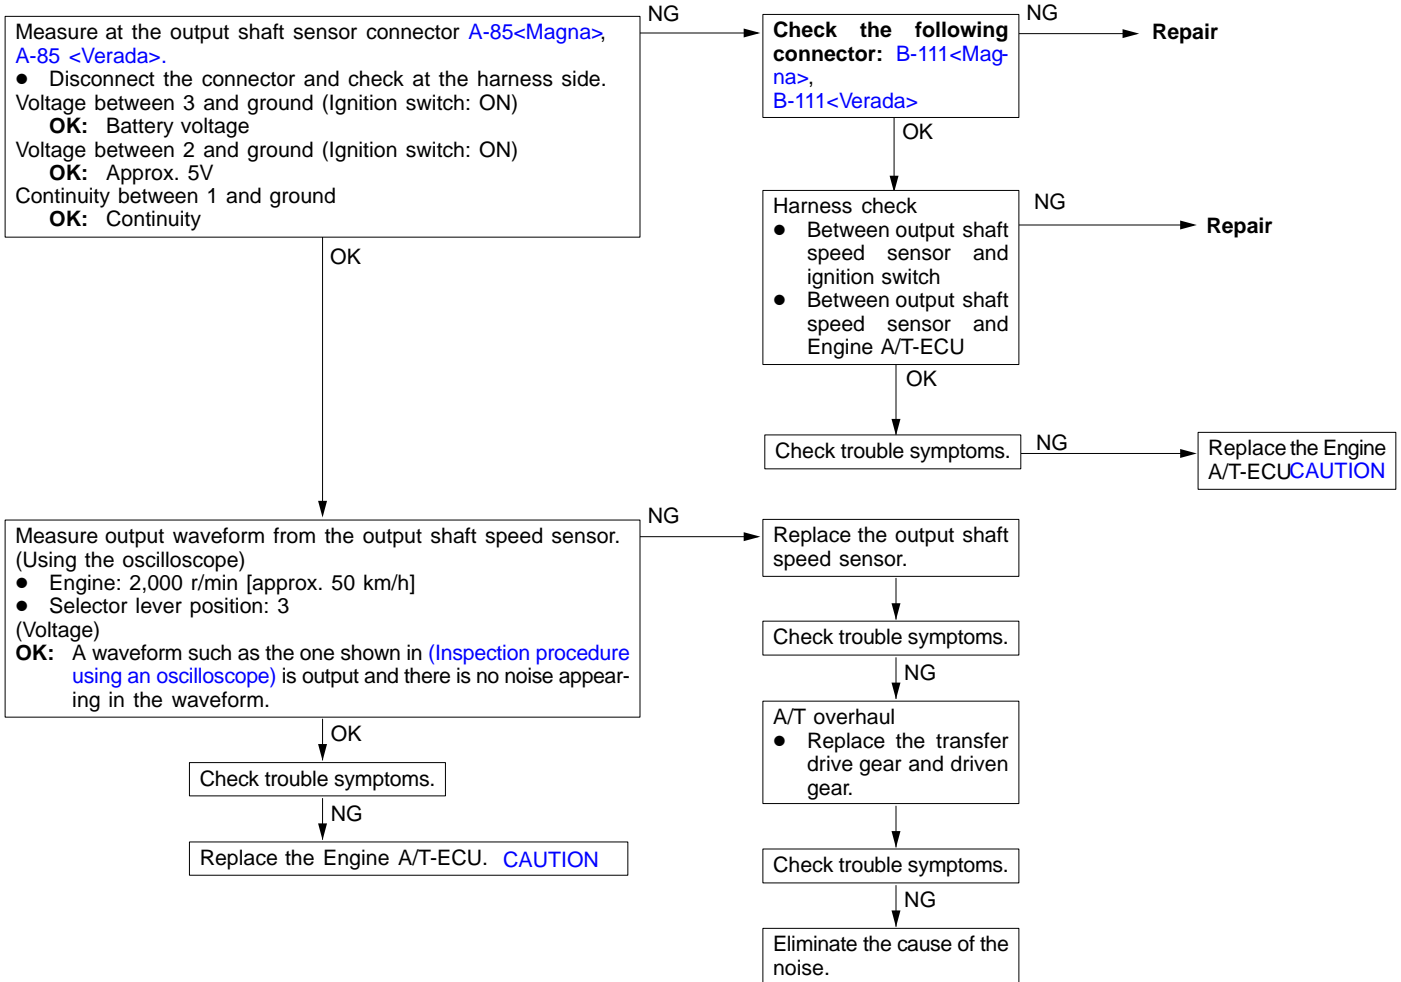 Measure at the output shaft sensor connector A-85<Magna>,
A-85 <Verada>.
● Disconnect the connector and check at the harness side.
Voltage between 3 and ground (Ignition switch: ON)
OK: Battery voltage
Voltage between 2 and ground (Ignition switch: ON)
OK: Approx. 5V
Continuity between 1 and ground
OK: Continuity
NG
Check the following
connector: B-111<Mag-
na>,
B-111<Verada>
NG
Repair
OK
Harness check
● Between output shaft
speed sensor and
ignition switch
● Between output shaft
speed sensor and
Engine A/T-ECU
NG
Repair
OK
Check trouble symptoms.
NG
Replace the Engine
A/T-ECUCAUTION
OK
Measure output waveform from the output shaft speed sensor.
(Using the oscilloscope)
● Engine: 2,000 r/min [approx. 50 km/h]
● Selector lever position: 3
(Voltage)
OK: A waveform such as the one shown in (Inspection procedure
using an oscilloscope) is output and there is no noise appear-
ing in the waveform.
NG
Replace the output shaft
speed sensor.
Check trouble symptoms.
NG
A/T overhaul
● Replace the transfer
drive gear and driven
gear.
Check trouble symptoms.
NG
Eliminate the cause of the
noise.
OK
Check trouble symptoms.
NG
Replace the Engine A/T-ECU. CAUTION